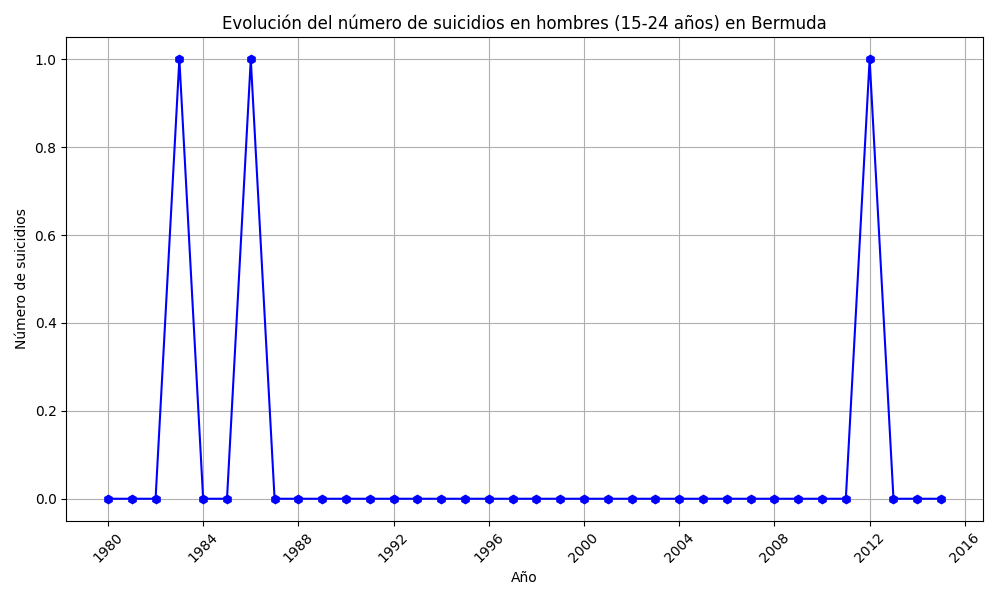 Evolución del número de suicidios en hombres (15-24 años) en Bermuda
1.0
0.8
0.6
0.4
0.2
0.0
Número de suicidios
1980 1984 1988 1992 1996 2000 2004 2008 2012 2016
Año